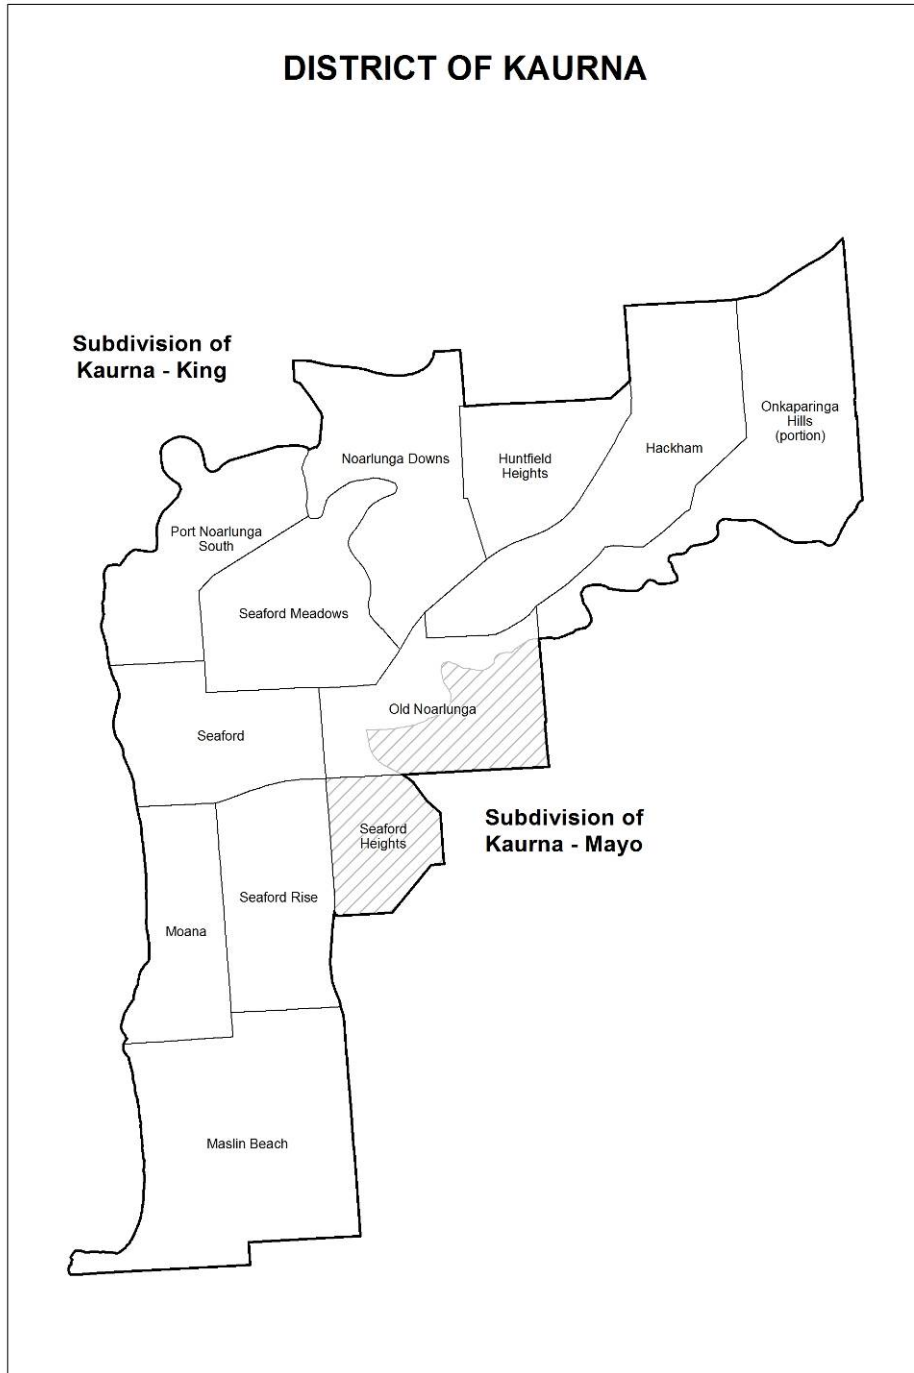 DISTRICT OF KAURNA
Subdivision of
Kaurna - King
Onkaparinga
Hills
(portion)
Hackham
Noarlunga Downs
Huntfield
Heights
Port Noarlunga
South
Seaford Meadows
Old Noarlunga
Seaford
Subdivision of
Kaurna - Mayo
Seaford
Heights
Seaford Rise
Moana
Maslin Beach